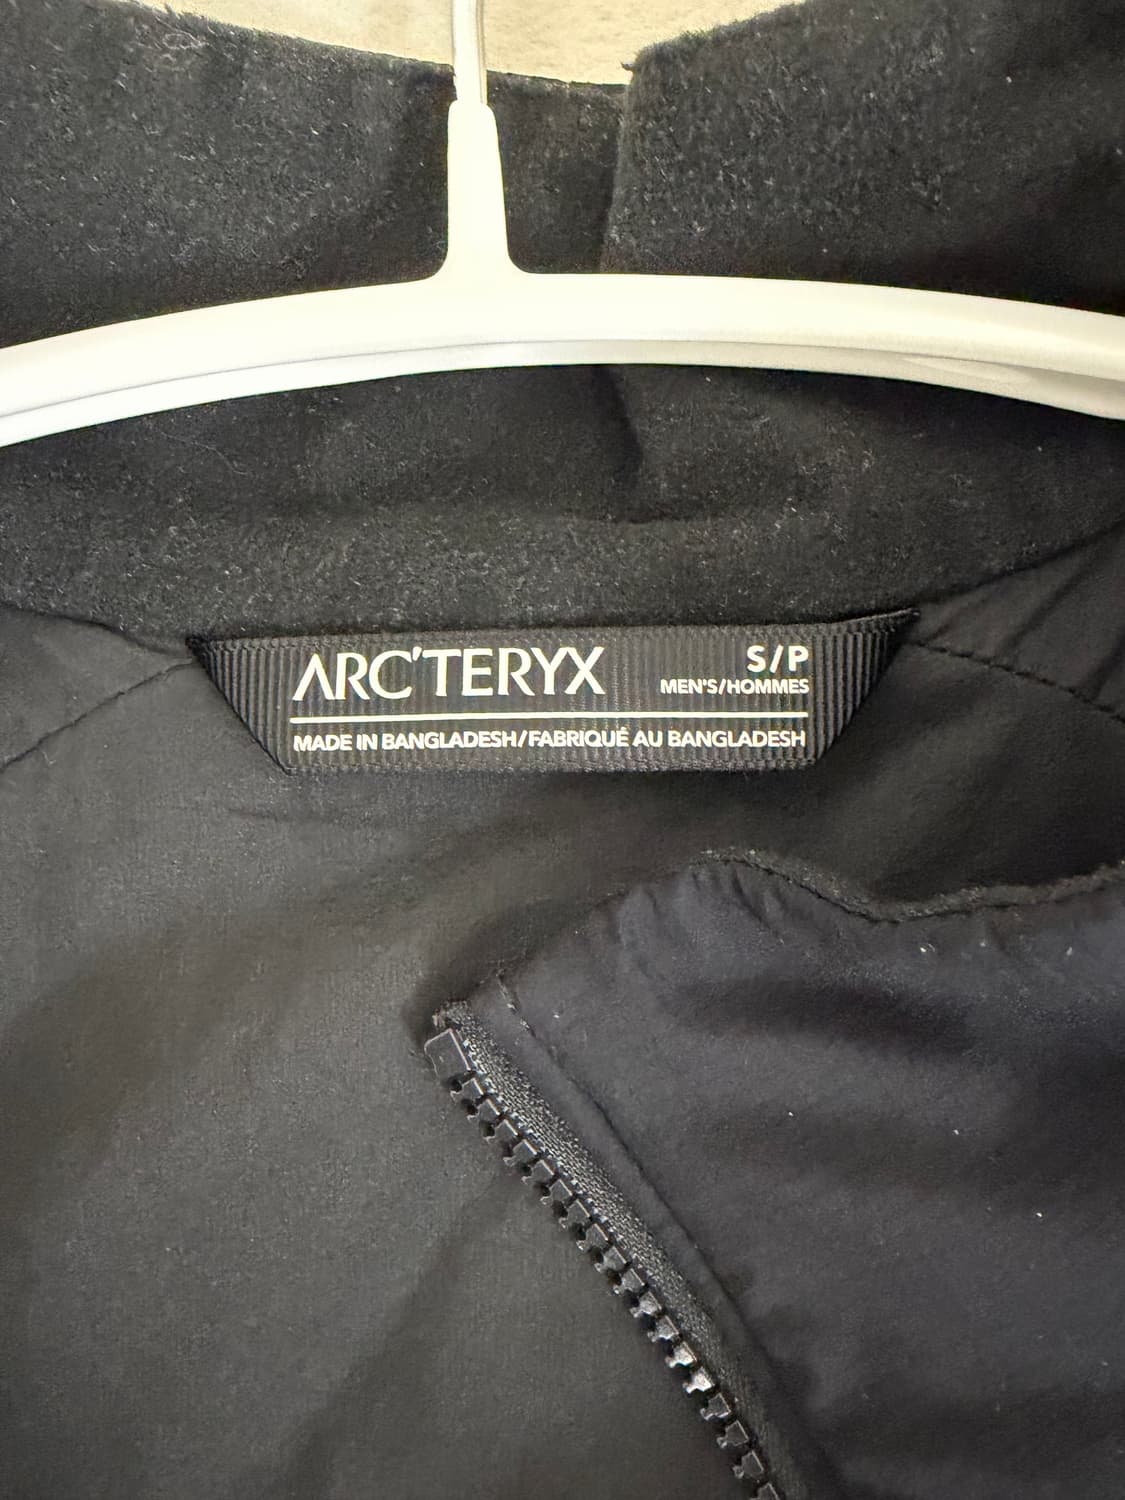 ARC'TERYX
S/P
MEN'S/HOMMES
MADE IN BANGLADESH/FABRIQUÉ AU BANGLADESH